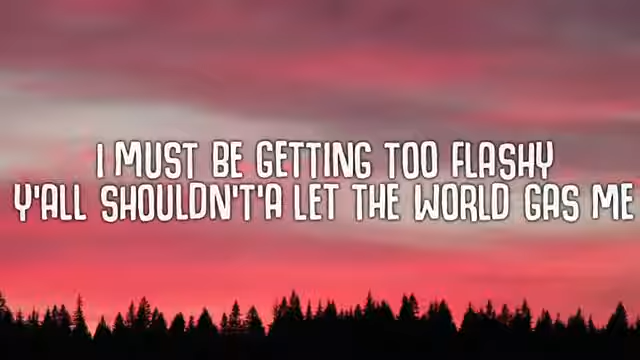 I MUST BE GETTING TOO FLASHY
Y'ALL SHOULDN'T'A LET THE WORLD GAS ME